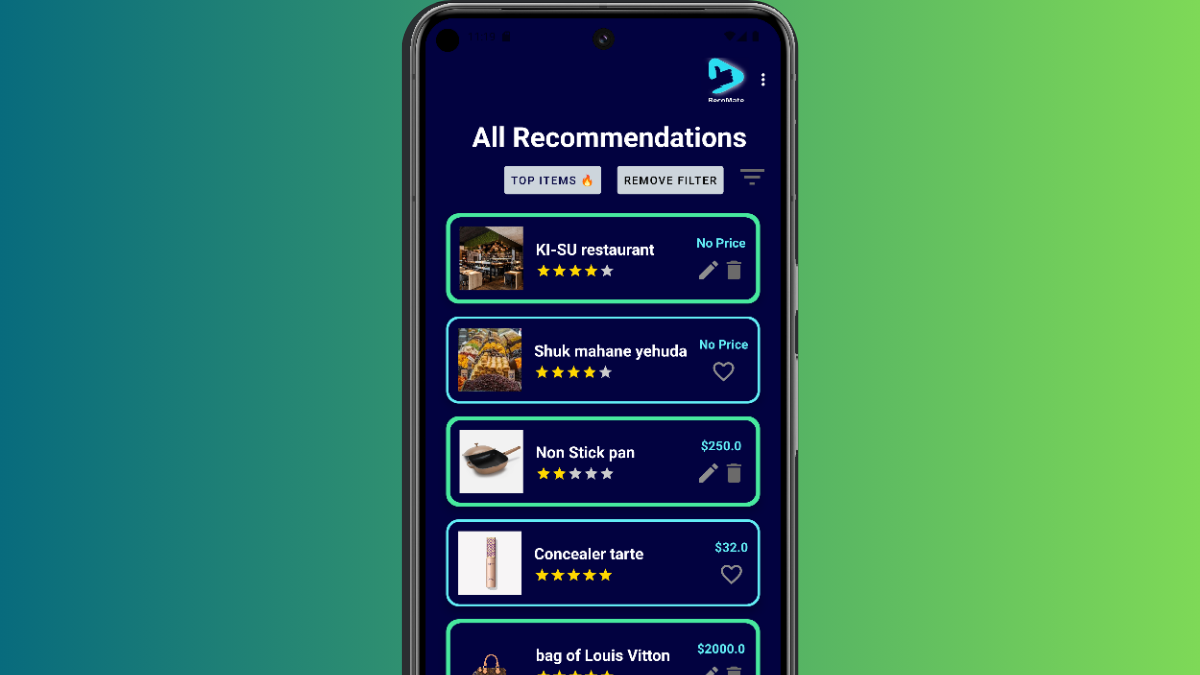 RecoMate
All Recommendations
TOP ITEMS 🔥
REMOVE FILTER
KI-SU restaurant
No Price
Shuk mahane yehuda
No Price
Non Stick pan
$250.0
Concealer tarte
$32.0
bag of Louis Vitton
$2000.0